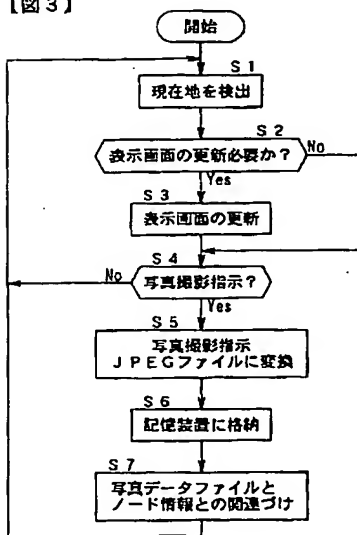 【図3】
開始
S1
現在地を検出
S2
表示画面の更新必要か?
No
Yes
S3
表示画面の更新
S4
写真撮影指示?
No
Yes
S5
写真撮影指示
JPEGファイルに変換
S6
記憶装置に格納
S7
写真データファイルと
ノード情報との関連づけ